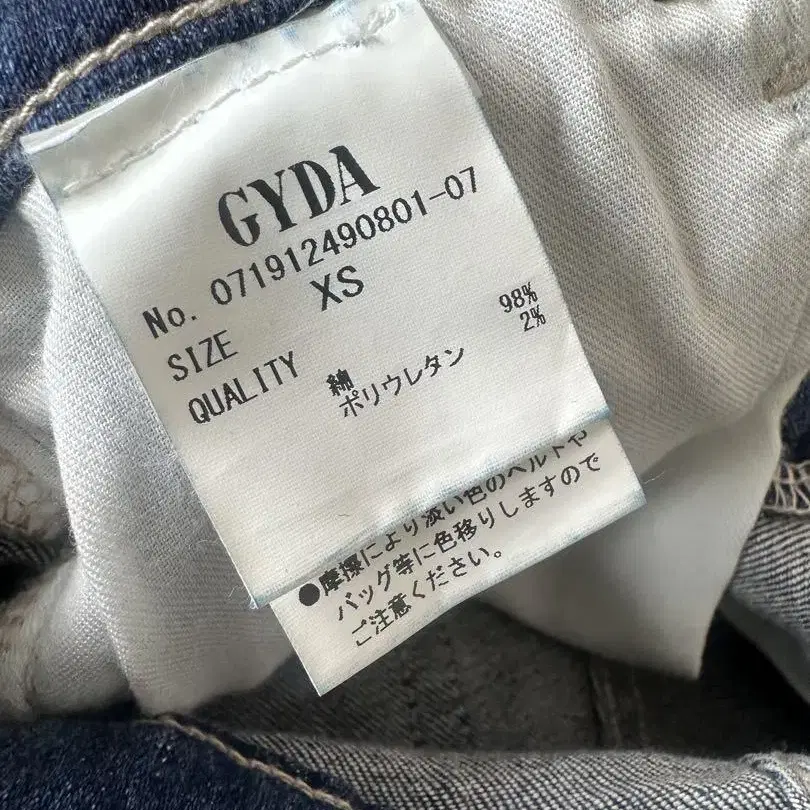 GYDA
No. 071912490801-07
SIZE XS
QUALITY
綿 98%
ポリウレタン 2%
●摩擦により淡い色のベルトや
バッグ等に色移りしますので
ご注意ください。